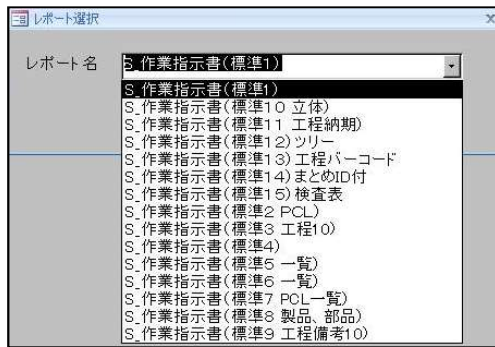 レポート選択
レポート名 S_作業指示書(標準1)
S_作業指示書(標準1)
S_作業指示書(標準10 立体)
S_作業指示書(標準11 工程納期)
S_作業指示書(標準12)ツリー
S_作業指示書(標準13)工程バーコード
S_作業指示書(標準14)まとめID付
S_作業指示書(標準15)検査表
S_作業指示書(標準2 PCL)
S_作業指示書(標準3 工程10)
S_作業指示書(標準4)
S_作業指示書(標準5 一覧)
S_作業指示書(標準6 一覧)
S_作業指示書(標準7 PCL一覧)
S_作業指示書(標準8 製品、部品)
S_作業指示書(標準9 工程備考10)